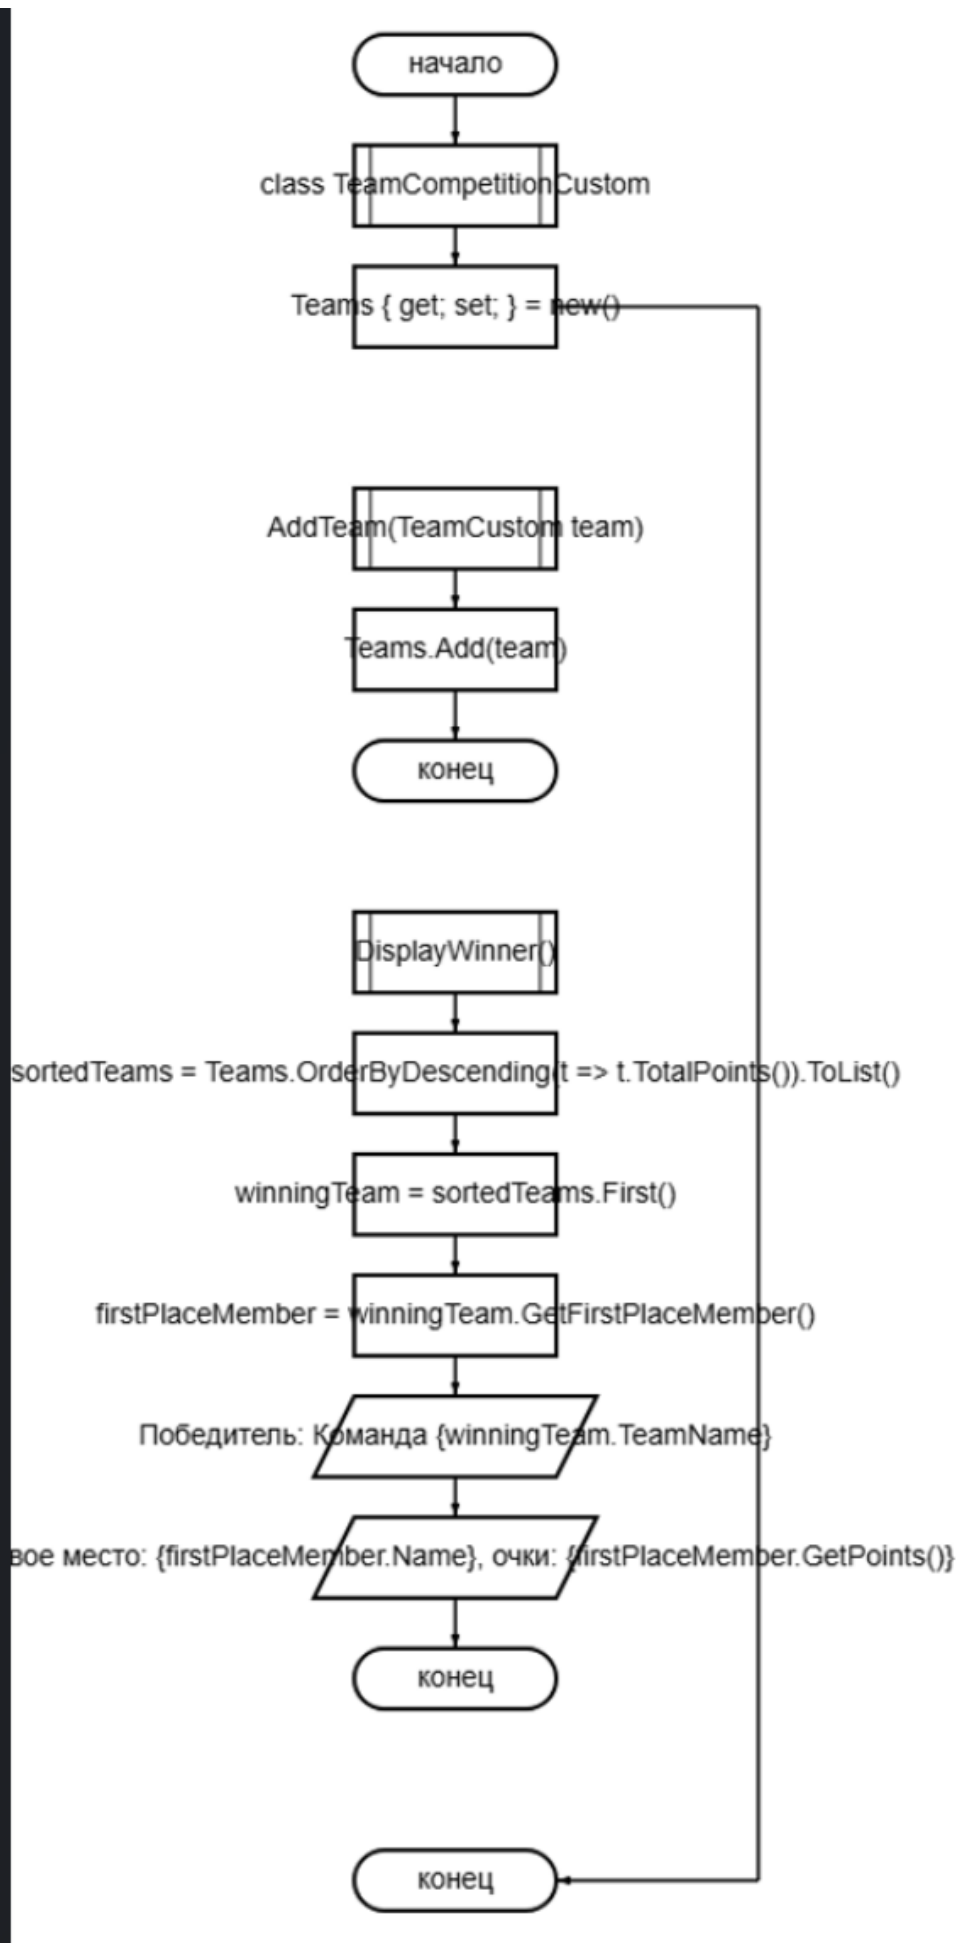 начало
class TeamCompetitionCustom
Teams { get; set; } = new()
AddTeam(TeamCustom team)
Teams.Add(team)
конец
DisplayWinner()
sortedTeams = Teams.OrderByDescending(t => t.TotalPoints()).ToList()
winningTeam = sortedTeams.First()
firstPlaceMember = winningTeam.GetFirstPlaceMember()
Победитель: Команда {winningTeam.TeamName}
вое место: {firstPlaceMember.Name}, очки: {firstPlaceMember.GetPoints()}
конец
конец